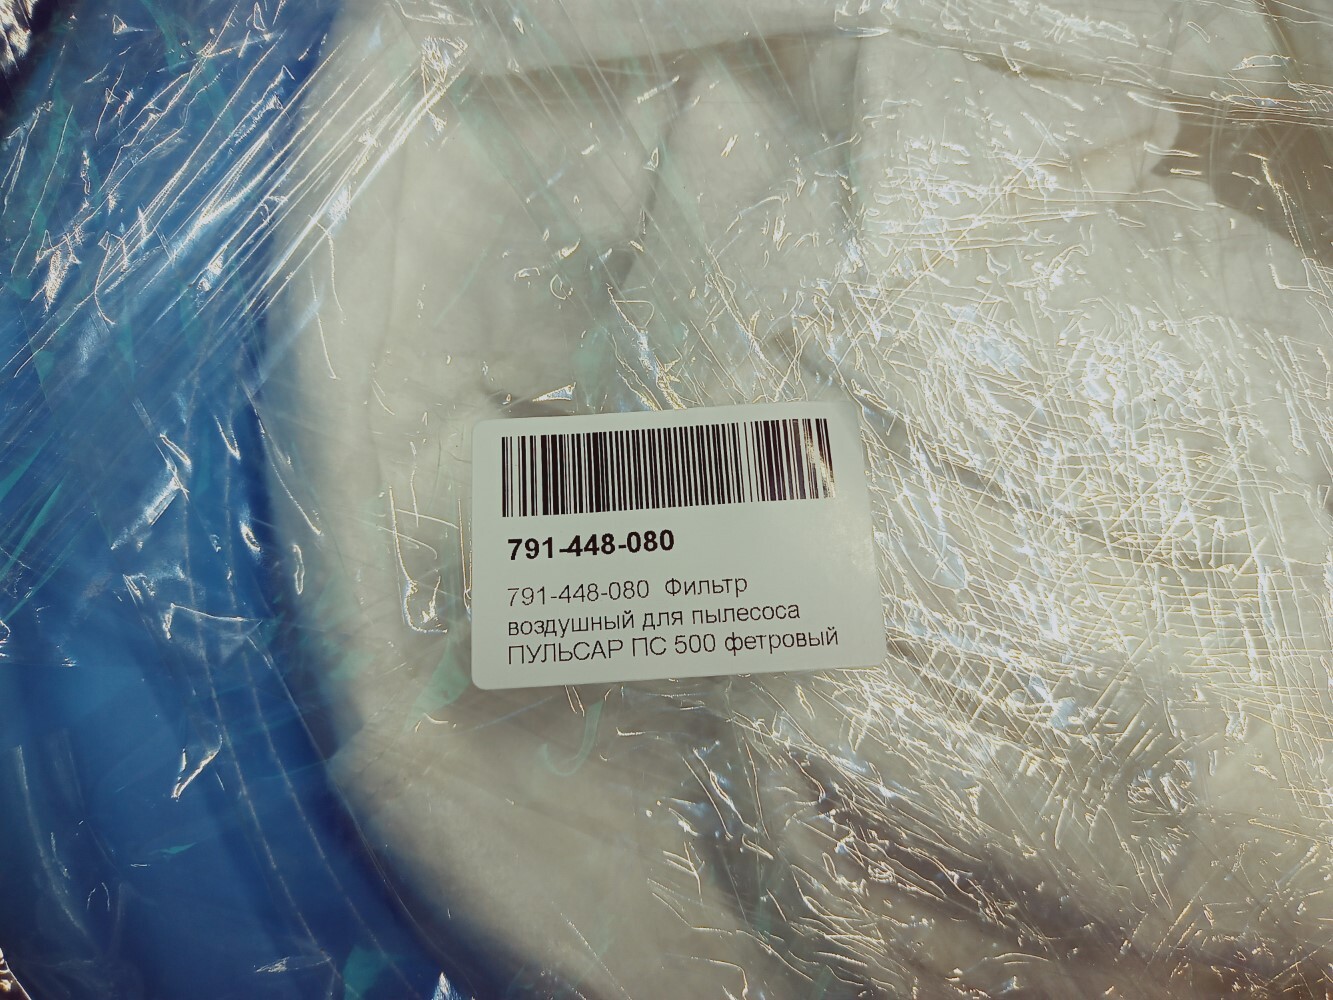 791-448-080
791-448-080 Фильтр
воздушный для пылесоса
ПУЛЬСАР ПС 500 фетровый